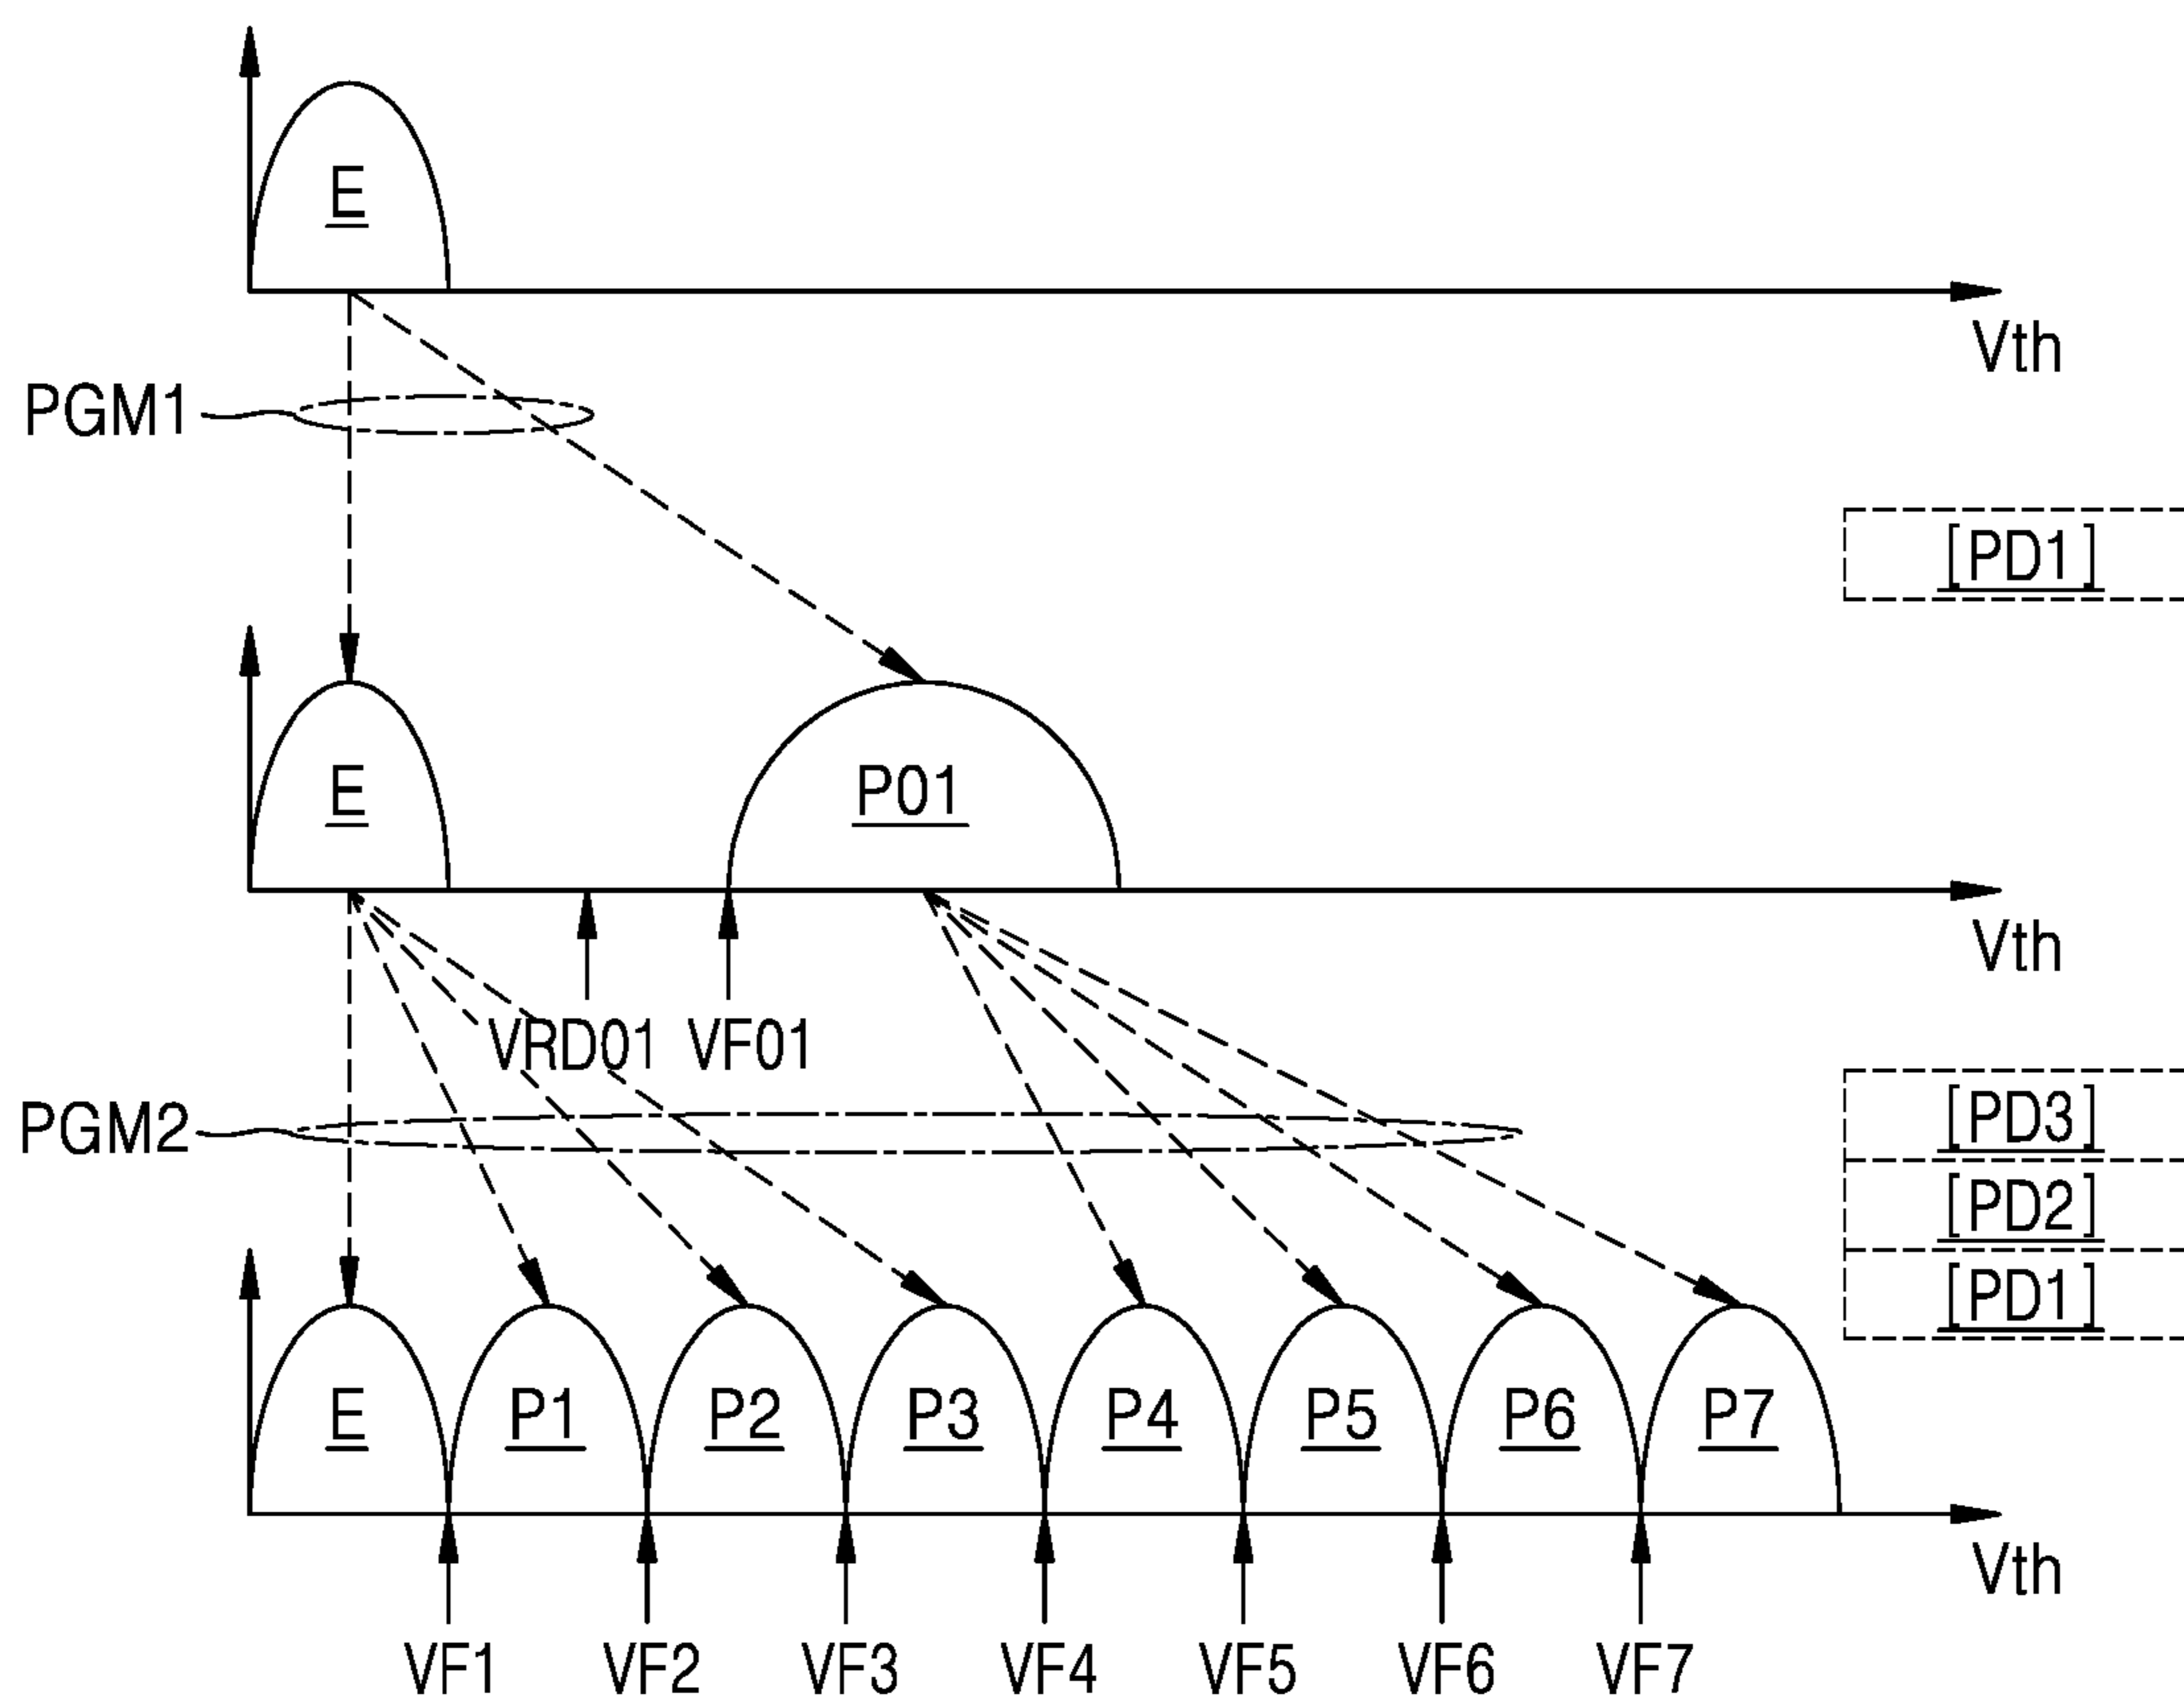 E
Vth
PGM1
[PD1]
E
P01
Vth
VRD01 VF01
PGM2
[PD3]
[PD2]
[PD1]
E P1 P2 P3 P4 P5 P6 P7
Vth
VF1 VF2 VF3 VF4 VF5 VF6 VF7